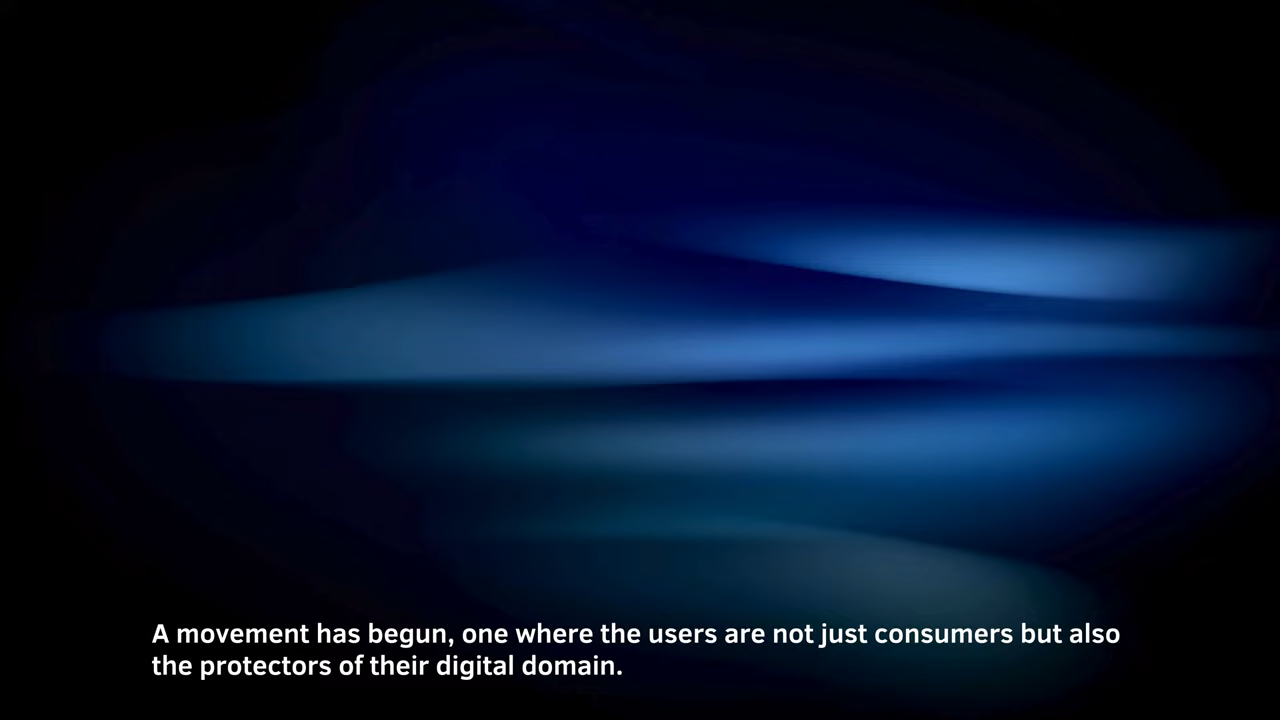 A movement has begun, one where the users are not just consumers but also
the protectors of their digital domain.